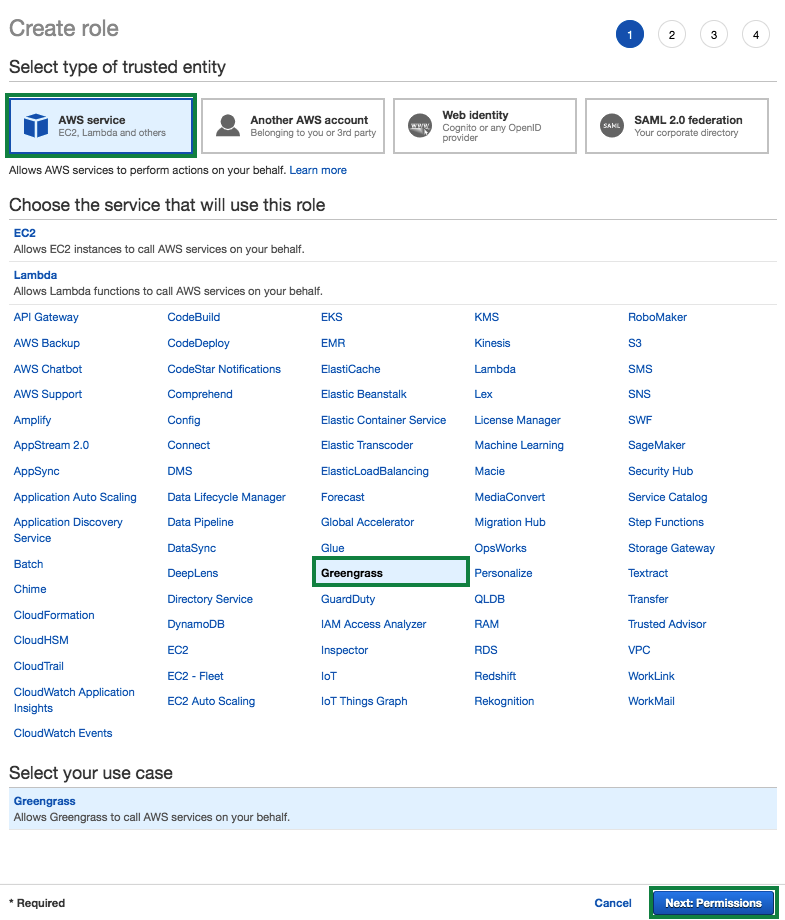 Create role
1 2 3 4
Select type of trusted entity
AWS service
EC2, Lambda and others
Another AWS account
Belonging to you or 3rd party
WWW
Web identity
Cognito or any OpenID
provider
SAML
SAML 2.0 federation
Your corporate directory
Allows AWS services to perform actions on your behalf. Learn more
Choose the service that will use this role
EC2
Allows EC2 instances to call AWS services on your behalf.
Lambda
Allows Lambda functions to call AWS services on your behalf.
API Gateway
AWS Backup
AWS Chatbot
AWS Support
Amplify
AppStream 2.0
AppSync
Application Auto Scaling
Application Discovery
Service
Batch
Chime
CloudFormation
CloudHSM
CloudTrail
CloudWatch Application
Insights
CloudWatch Events
CodeBuild
CodeDeploy
CodeStar Notifications
Comprehend
Config
Connect
DMS
Data Lifecycle Manager
Data Pipeline
DataSync
DeepLens
Directory Service
DynamoDB
EC2
EC2 - Fleet
EC2 Auto Scaling
EKS
EMR
ElastiCache
Elastic Beanstalk
Elastic Container Service
Elastic Transcoder
ElasticLoadBalancing
Forecast
Global Accelerator
Glue
Greengrass
GuardDuty
IAM Access Analyzer
Inspector
IoT
IoT Things Graph
KMS
Kinesis
Lambda
Lex
License Manager
Machine Learning
Macie
MediaConvert
Migration Hub
OpsWorks
Personalize
QLDB
RAM
RDS
Redshift
Rekognition
RoboMaker
S3
SMS
SNS
SWF
SageMaker
Security Hub
Service Catalog
Step Functions
Storage Gateway
Textract
Transfer
Trusted Advisor
VPC
WorkLink
WorkMail
Select your use case
Greengrass
Allows Greengrass to call AWS services on your behalf.
* Required
Cancel
Next: Permissions